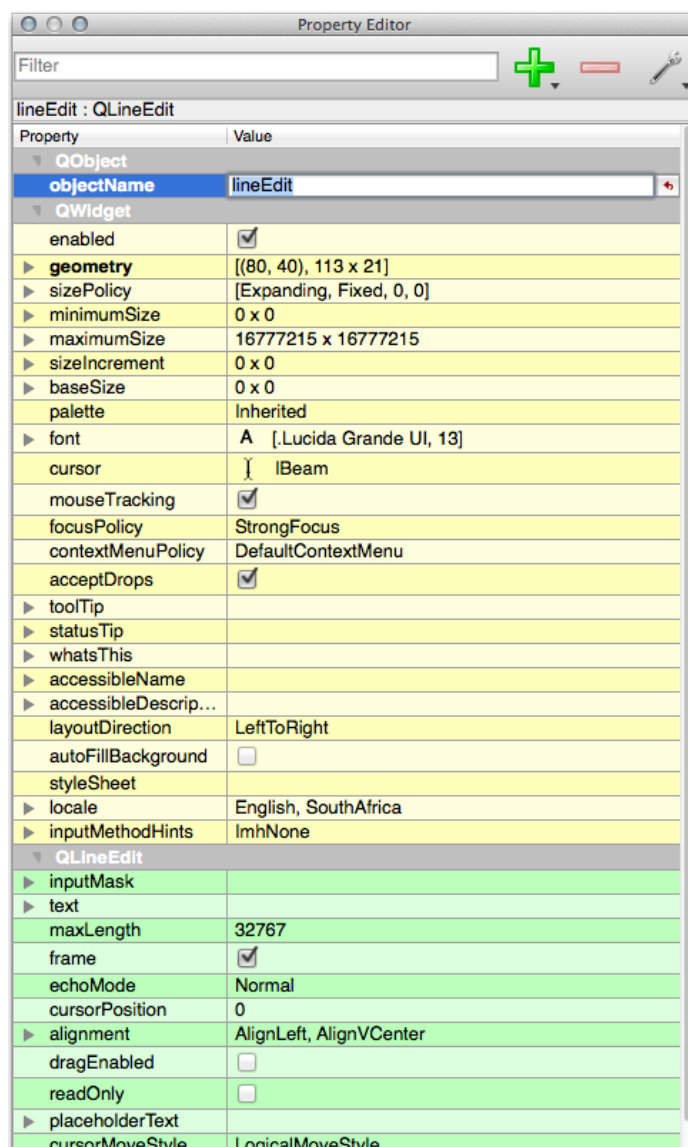 Property Editor
Filter
lineEdit : QLineEdit
Property Value
QObject
objectName lineEdit
QWidget
enabled
geometry [(80, 40), 113 x 21]
sizePolicy [Expanding, Fixed, 0, 0]
minimumSize 0 x 0
maximumSize 16777215 x 16777215
sizeIncrement 0 x 0
baseSize 0 x 0
palette Inherited
font A [.Lucida Grande UI, 13]
cursor IBeam
mouseTracking
focusPolicy StrongFocus
contextMenuPolicy DefaultContextMenu
acceptDrops
toolTip
statusTip
whatsThis
accessibleName
accessibleDescrip...
layoutDirection LeftToRight
autoFillBackground
styleSheet
locale English, SouthAfrica
inputMethodHints ImhNone
QLineEdit
inputMask
text
maxLength 32767
frame
echoMode Normal
cursorPosition 0
alignment AlignLeft, AlignVCenter
dragEnabled
readOnly
placeholderText
cursorMoveStyle LogicalMoveStyle